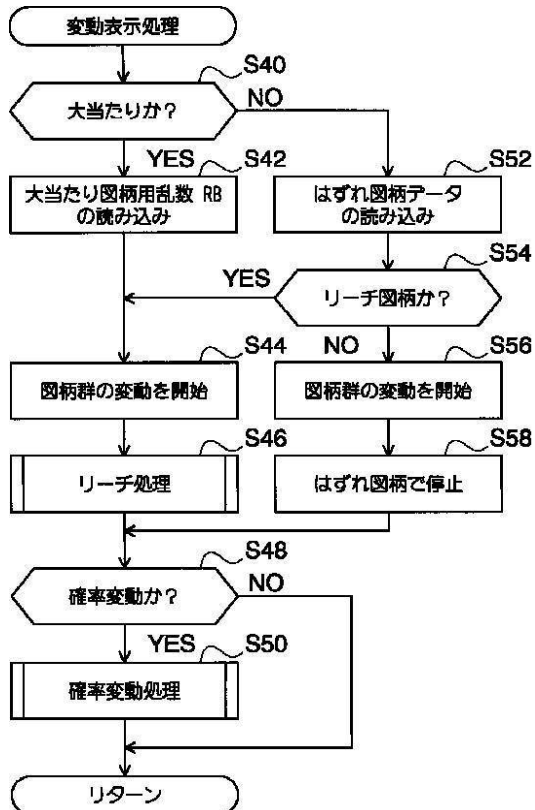 変動表示処理
S40
大当たりか?
NO
YES
S42
大当たり図柄用乱数 RB
の読み込み
S52
はずれ図柄データ
の読み込み
S54
YES
リーチ図柄か?
NO
S44
図柄群の変動を開始
S56
図柄群の変動を開始
S46
リーチ処理
S58
はずれ図柄で停止
S48
確率変動か?
NO
YES
S50
確率変動処理
リターン